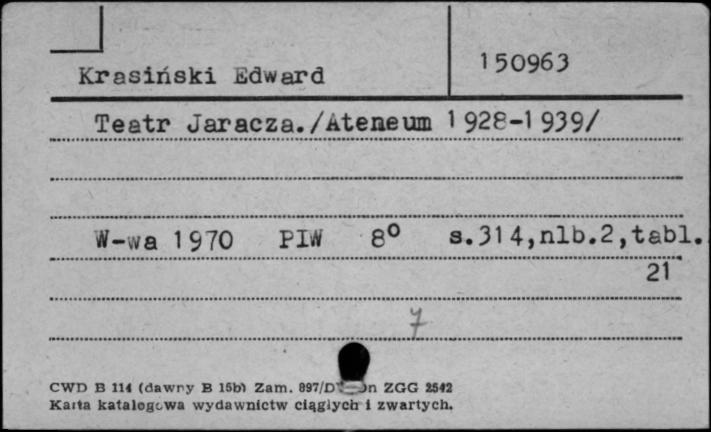 Krasiński Edward
150963
Teatr Jaracza./Ateneum 1928-1939/
W-wa 1970 PIW 8° s.314,nlb.2,tabl.
21
7
CWD B 114 (dawny B 15b) Zam. 897/D ZGG 2542
Karta katalogowa wydawnictw ciągłych i zwartych.